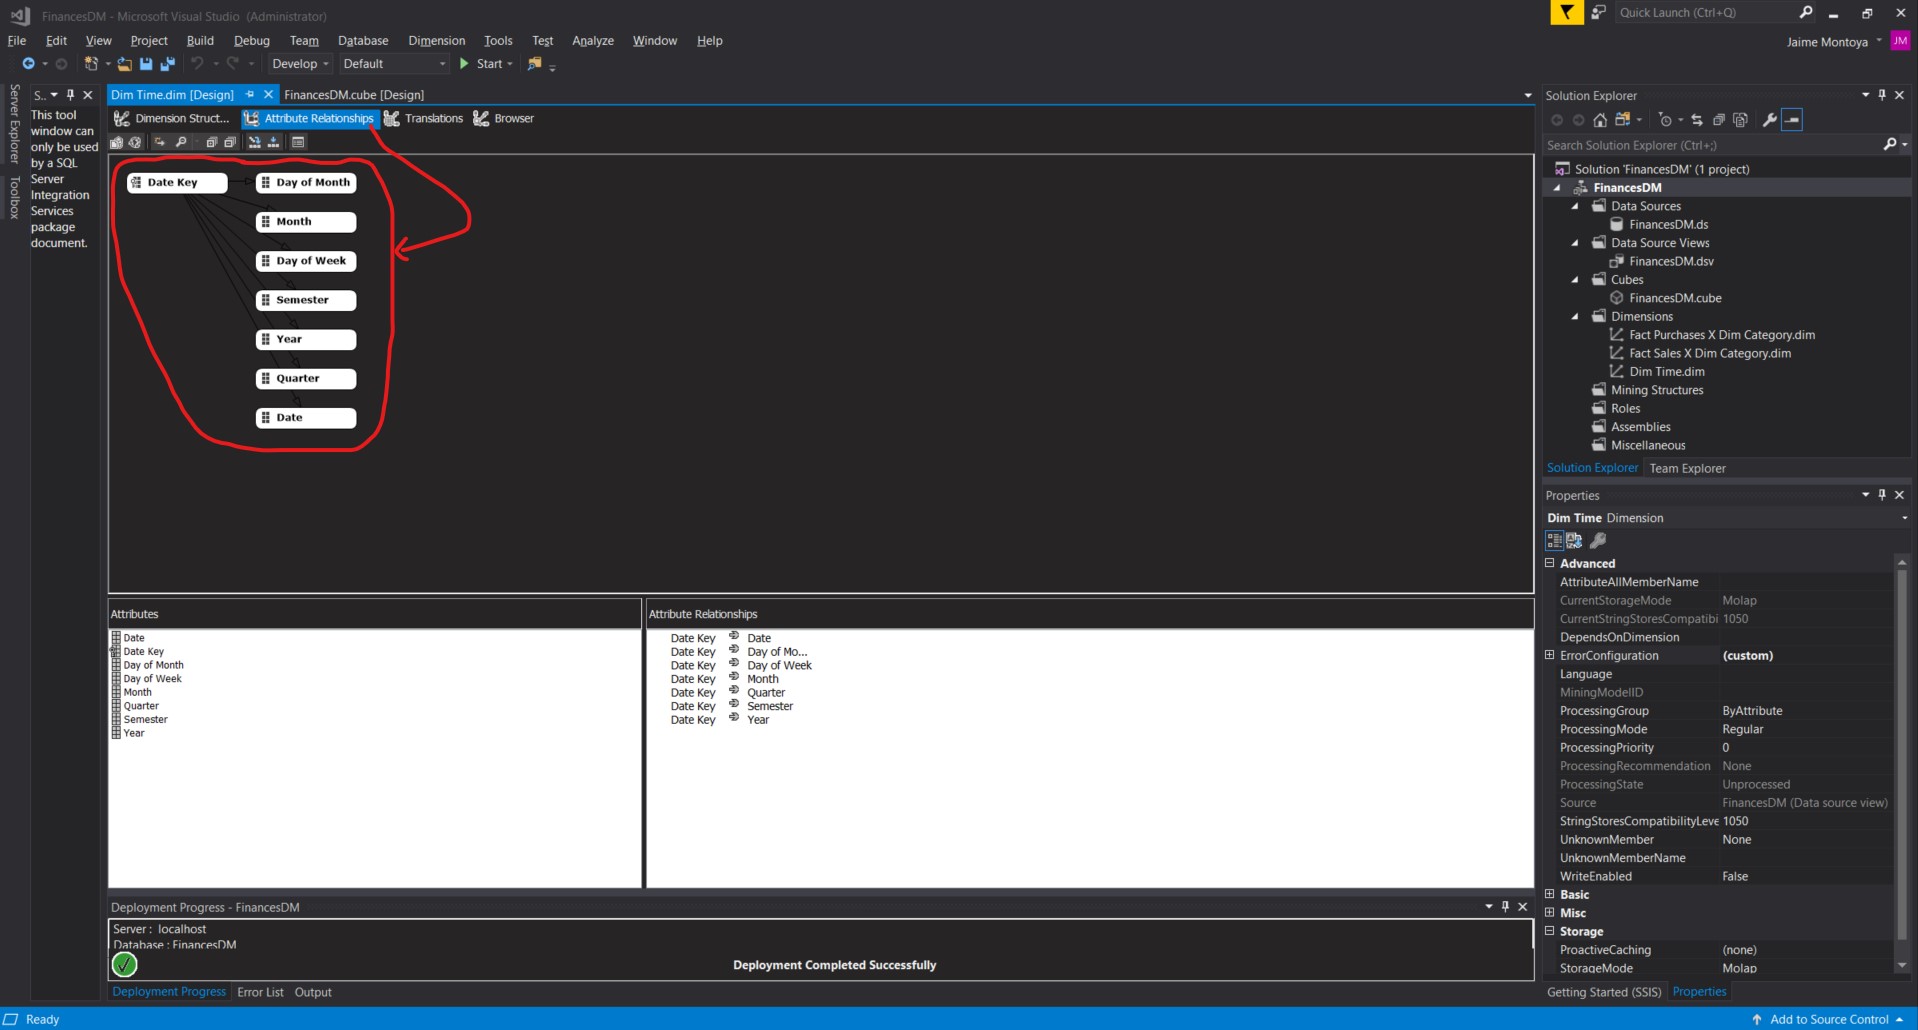 FinancesDM - Microsoft Visual Studio (Administrator)
Quick Launch (Ctrl+Q)
File Edit View Project Build Debug Team Database Dimension Tools Test Analyze Window Help
Jaime Montoya JM
Develop Default Start
Server Explorer
Toolbox
S..
This tool
window can
only be used
by a SQL
Server
Integration
Services
package
document.
Dim Time.dim [Design] FinancesDM.cube [Design]
Dimension Struct... Attribute Relationships Translations Browser
Date Key
Day of Month
Month
Day of Week
Semester
Year
Quarter
Date
Attributes
Date
Date Key
Day of Month
Day of Week
Month
Quarter
Semester
Year
Attribute Relationships
Date Key Date
Date Key Day of Mo...
Date Key Day of Week
Date Key Month
Date Key Quarter
Date Key Semester
Date Key Year
Deployment Progress - FinancesDM
Server : localhost
Database : FinancesDM
Deployment Completed Successfully
Deployment Progress Error List Output
Solution Explorer
Search Solution Explorer (Ctrl+;)
Solution 'FinancesDM' (1 project)
FinancesDM
Data Sources
FinancesDM.ds
Data Source Views
FinancesDM.dsv
Cubes
FinancesDM.cube
Dimensions
Fact Purchases X Dim Category.dim
Fact Sales X Dim Category.dim
Dim Time.dim
Mining Structures
Roles
Assemblies
Miscellaneous
Solution Explorer Team Explorer
Properties
Dim Time Dimension
Advanced
AttributeAllMemberName
CurrentStorageMode Molap
CurrentStringStoresCompatibi 1050
DependsOnDimension
ErrorConfiguration (custom)
Language
MiningModelID
ProcessingGroup ByAttribute
ProcessingMode Regular
ProcessingPriority 0
ProcessingRecommendation None
ProcessingState Unprocessed
Source FinancesDM (Data source view)
StringStoresCompatibilityLeve 1050
UnknownMember None
UnknownMemberName
WriteEnabled False
Basic
Misc
Storage
ProactiveCaching (none)
StorageMode Molap
Getting Started (SSIS) Properties
Ready
Add to Source Control